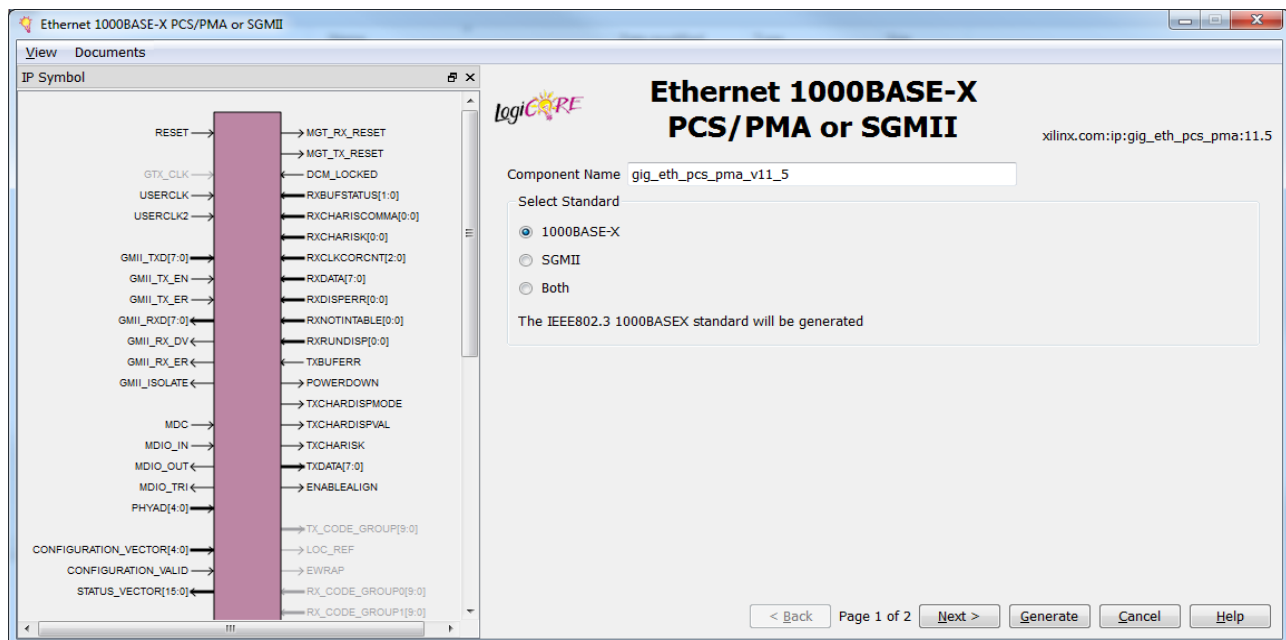 Ethernet 1000BASE-X PCS/PMA or SGMII
View Documents
IP Symbol
RESET
GTX_CLK
USERCLK
USERCLK2
GMII_TXD[7:0]
GMII_TX_EN
GMII_TX_ER
GMII_RXD[7:0]
GMII_RX_DV
GMII_RX_ER
GMII_ISOLATE
MDC
MDIO_IN
MDIO_OUT
MDIO_TRI
PHYAD[4:0]
CONFIGURATION_VECTOR[4:0]
CONFIGURATION_VALID
STATUS_VECTOR[15:0]
MGT_RX_RESET
MGT_TX_RESET
DCM_LOCKED
RXBUFSTATUS[1:0]
RXCHARISCOMMA[0:0]
RXCHARISK[0:0]
RXCLKCORCNT[2:0]
RXDATA[7:0]
RXDISPERR[0:0]
RXNOTINTABLE[0:0]
RXRUNDISP[0:0]
TXBUFERR
POWERDOWN
TXCHARDISPMODE
TXCHARDISPVAL
TXCHARISK
TXDATA[7:0]
ENABLEALIGN
TX_CODE_GROUP[9:0]
LOC_REF
EWRAP
RX_CODE_GROUP0[9:0]
RX_CODE_GROUP1[9:0]
logiCORE
Ethernet 1000BASE-X
PCS/PMA or SGMII
xilinx.com:ip:gig_eth_pcs_pma:11.5
Component Name gig_eth_pcs_pma_v11_5
Select Standard
1000BASE-X
SGMII
Both
The IEEE802.3 1000BASEX standard will be generated
< Back Page 1 of 2 Next > Generate Cancel Help